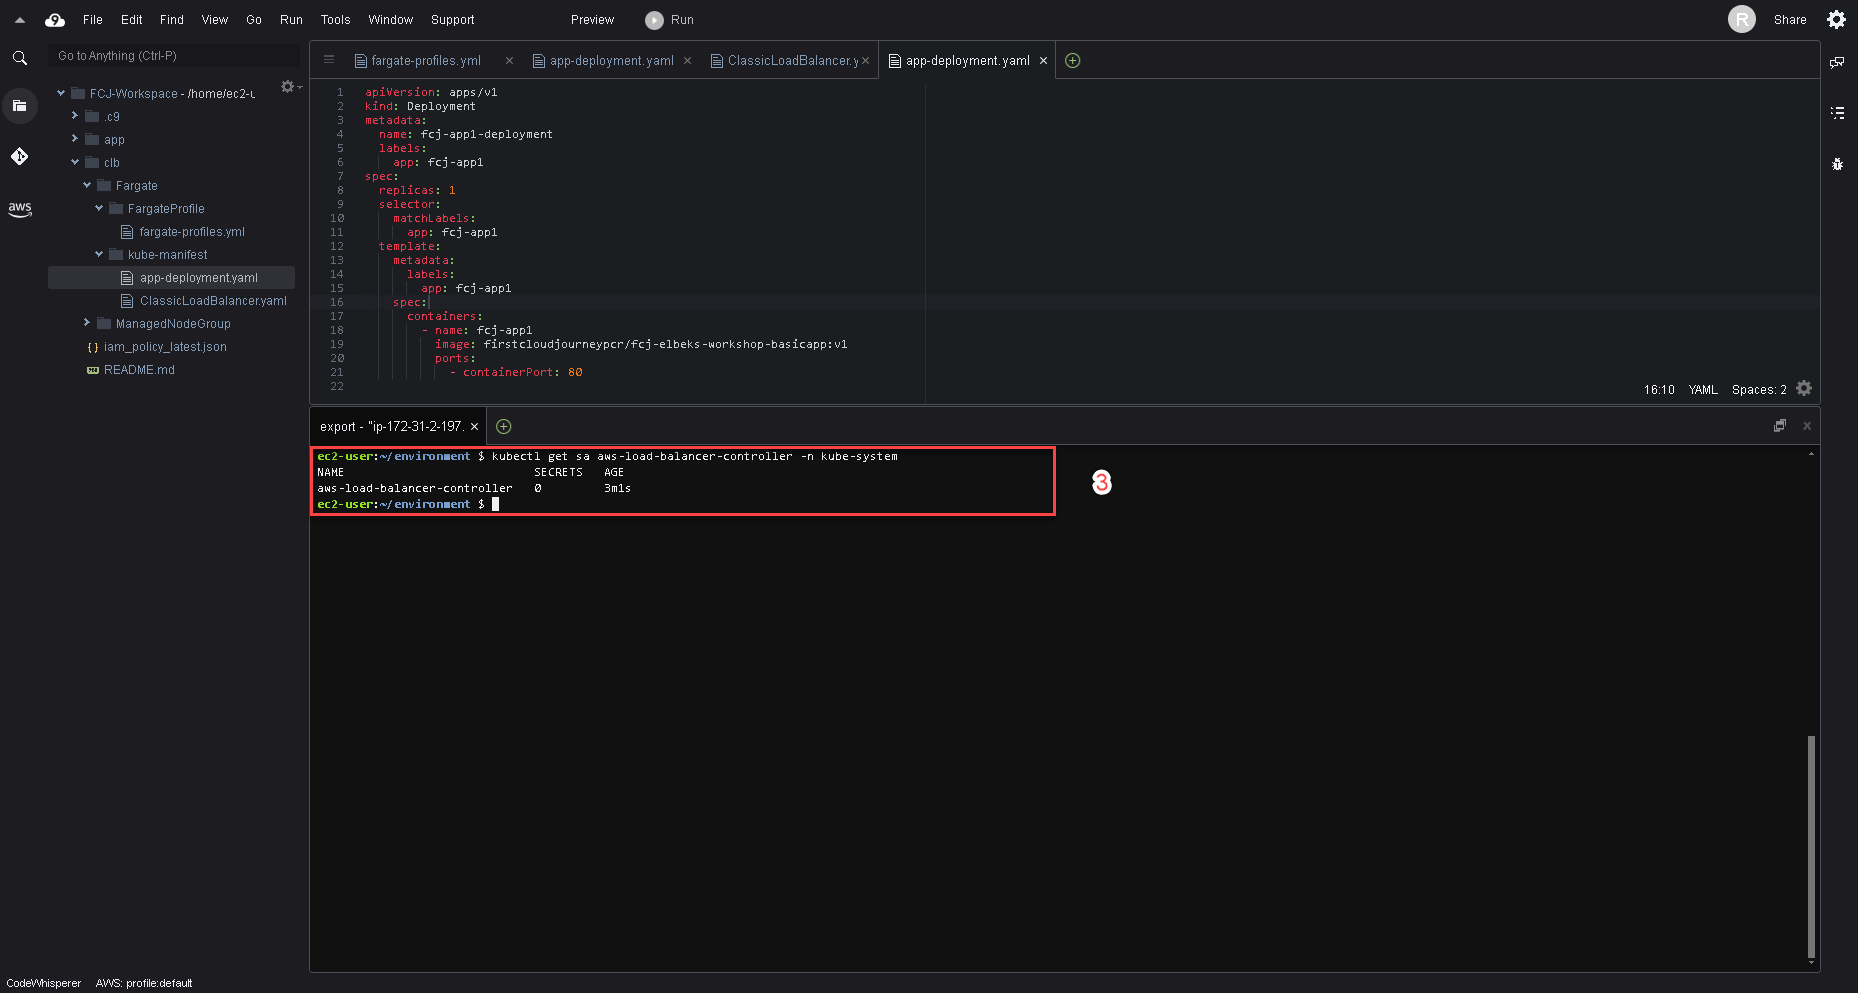 File Edit Find View Go Run Tools Window Support Preview Run R Share
Go to Anything (Ctrl-P)
aws
FCJ-Workspace - /home/ec2-u
.c9
app
clb
Fargate
FargateProfile
fargate-profiles.yml
kube-manifest
app-deployment.yaml
ClassicLoadBalancer.yaml
ManagedNodeGroup
iam_policy_latest.json
README.md
fargate-profiles.yml app-deployment.yaml ClassicLoadBalancer.y app-deployment.yaml
1 apiVersion: apps/v1
2 kind: Deployment
3 metadata:
4 name: fcj-app1-deployment
5 labels:
6 app: fcj-app1
7 spec:
8 replicas: 1
9 selector:
10 matchLabels:
11 app: fcj-app1
12 template:
13 metadata:
14 labels:
15 app: fcj-app1
16 spec:
17 containers:
18 - name: fcj-app1
19 image: firstcloudjourneypcr/fcj-elbeks-workshop-basicapp:v1
20 ports:
21 - containerPort: 80
22
16:10 YAML Spaces: 2
export - "ip-172-31-2-197.
ec2-user:~/environment $ kubectl get sa aws-load-balancer-controller -n kube-system
NAME SECRETS AGE
aws-load-balancer-controller 0 3m1s
ec2-user:~/environment $
3
CodeWhisperer AWS: profile:default